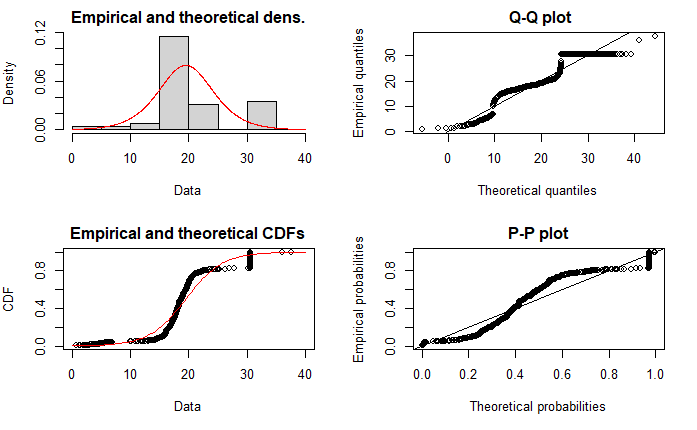 Empirical and theoretical dens.
Density
0.00 0.06 0.12
0 10 20 30 40
Data
Q-Q plot
Empirical quantiles
0 10 20 30
0 10 20 30 40
Theoretical quantiles
Empirical and theoretical CDFs
CDF
0.0 0.4 0.8
0 10 20 30 40
Data
P-P plot
Empirical probabilities
0.0 0.4 0.8
0.0 0.2 0.4 0.6 0.8 1.0
Theoretical probabilities